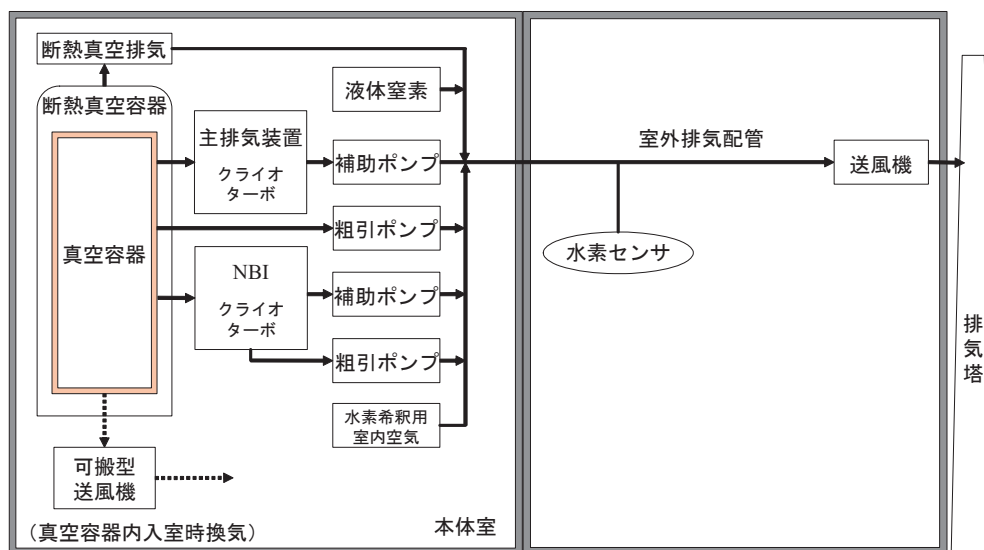 断熱真空排気
断熱真空容器
真空容器
可搬型
送風機
（真空容器内入室時換気）
主排気装置
クライオ
ターボ
NBI
クライオ
ターボ
液体窒素
補助ポンプ
粗引ポンプ
補助ポンプ
粗引ポンプ
水素希釈用
室内空気
本体室
室外排気配管
水素センサ
送風機
排
気
塔